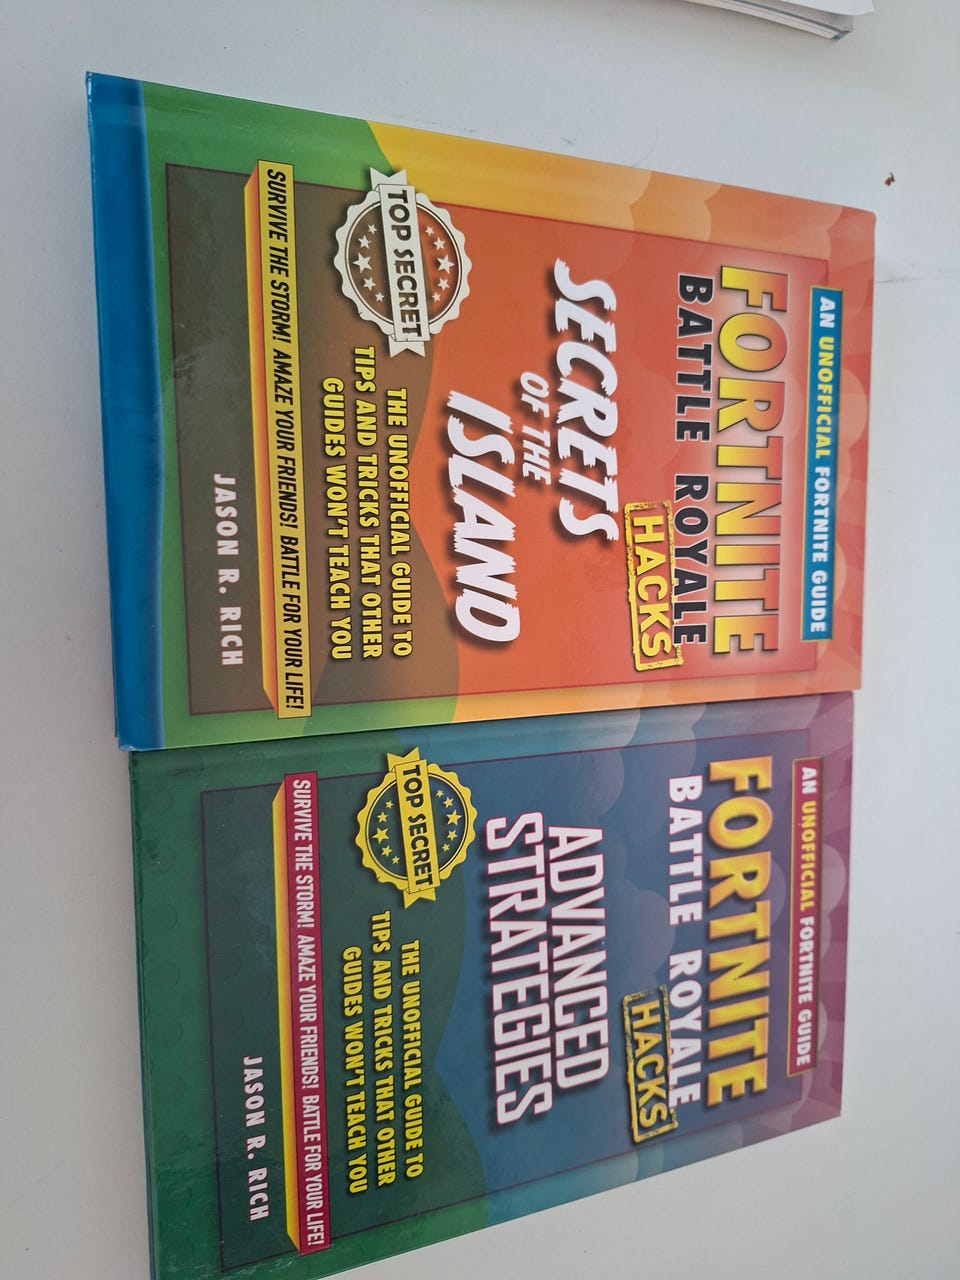 AN UNOFFICIAL FORTNITE GUIDE
FORTNITE
BATTLE ROYALE
HACKS
SECRETS
OF THE
ISLAND
TOP SECRET
THE UNOFFICIAL GUIDE TO
TIPS AND TRICKS THAT OTHER
GUIDES WON'T TEACH YOU
SURVIVE THE STORM! AMAZE YOUR FRIENDS! BATTLE FOR YOUR LIFE!
JASON R. RICH
AN UNOFFICIAL FORTNITE GUIDE
FORTNITE
BATTLE ROYALE
HACKS
ADVANCED
STRATEGIES
TOP SECRET
THE UNOFFICIAL GUIDE TO
TIPS AND TRICKS THAT OTHER
GUIDES WON'T TEACH YOU
SURVIVE THE STORM! AMAZE YOUR FRIENDS! BATTLE FOR YOUR LIFE!
JASON R. RICH